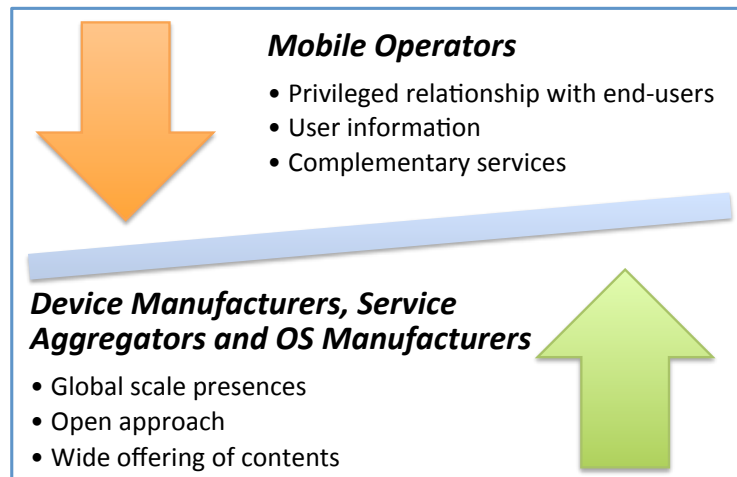 Mobile Operators
• Privileged relationship with end-users
• User information
• Complementary services
Device Manufacturers, Service
Aggregators and OS Manufacturers
• Global scale presences
• Open approach
• Wide offering of contents